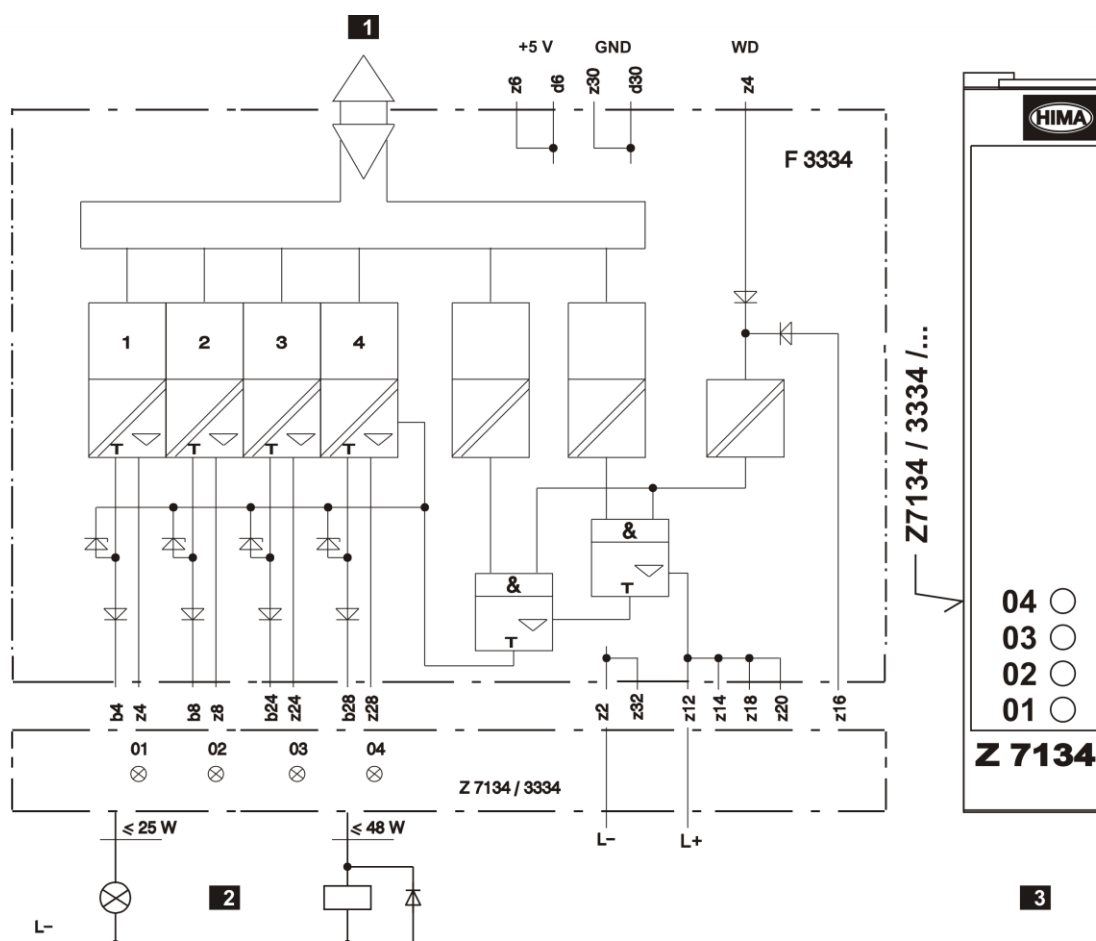 1
+5 V GND WD
z6 d6 z30 d30 z4
HIMA
F 3334
1 2 3 4
T T T T
&
T
&
T
Z7134 / 3334 /...
04
03
02
01
Z 7134
b4 z4 b8 z8 b24 z24 b28 z28 z2 z32 z12 z14 z18 z20 z16
01 02 03 04
Z 7134 / 3334
≤ 25 W ≤ 48 W L– L+
2 3
L–